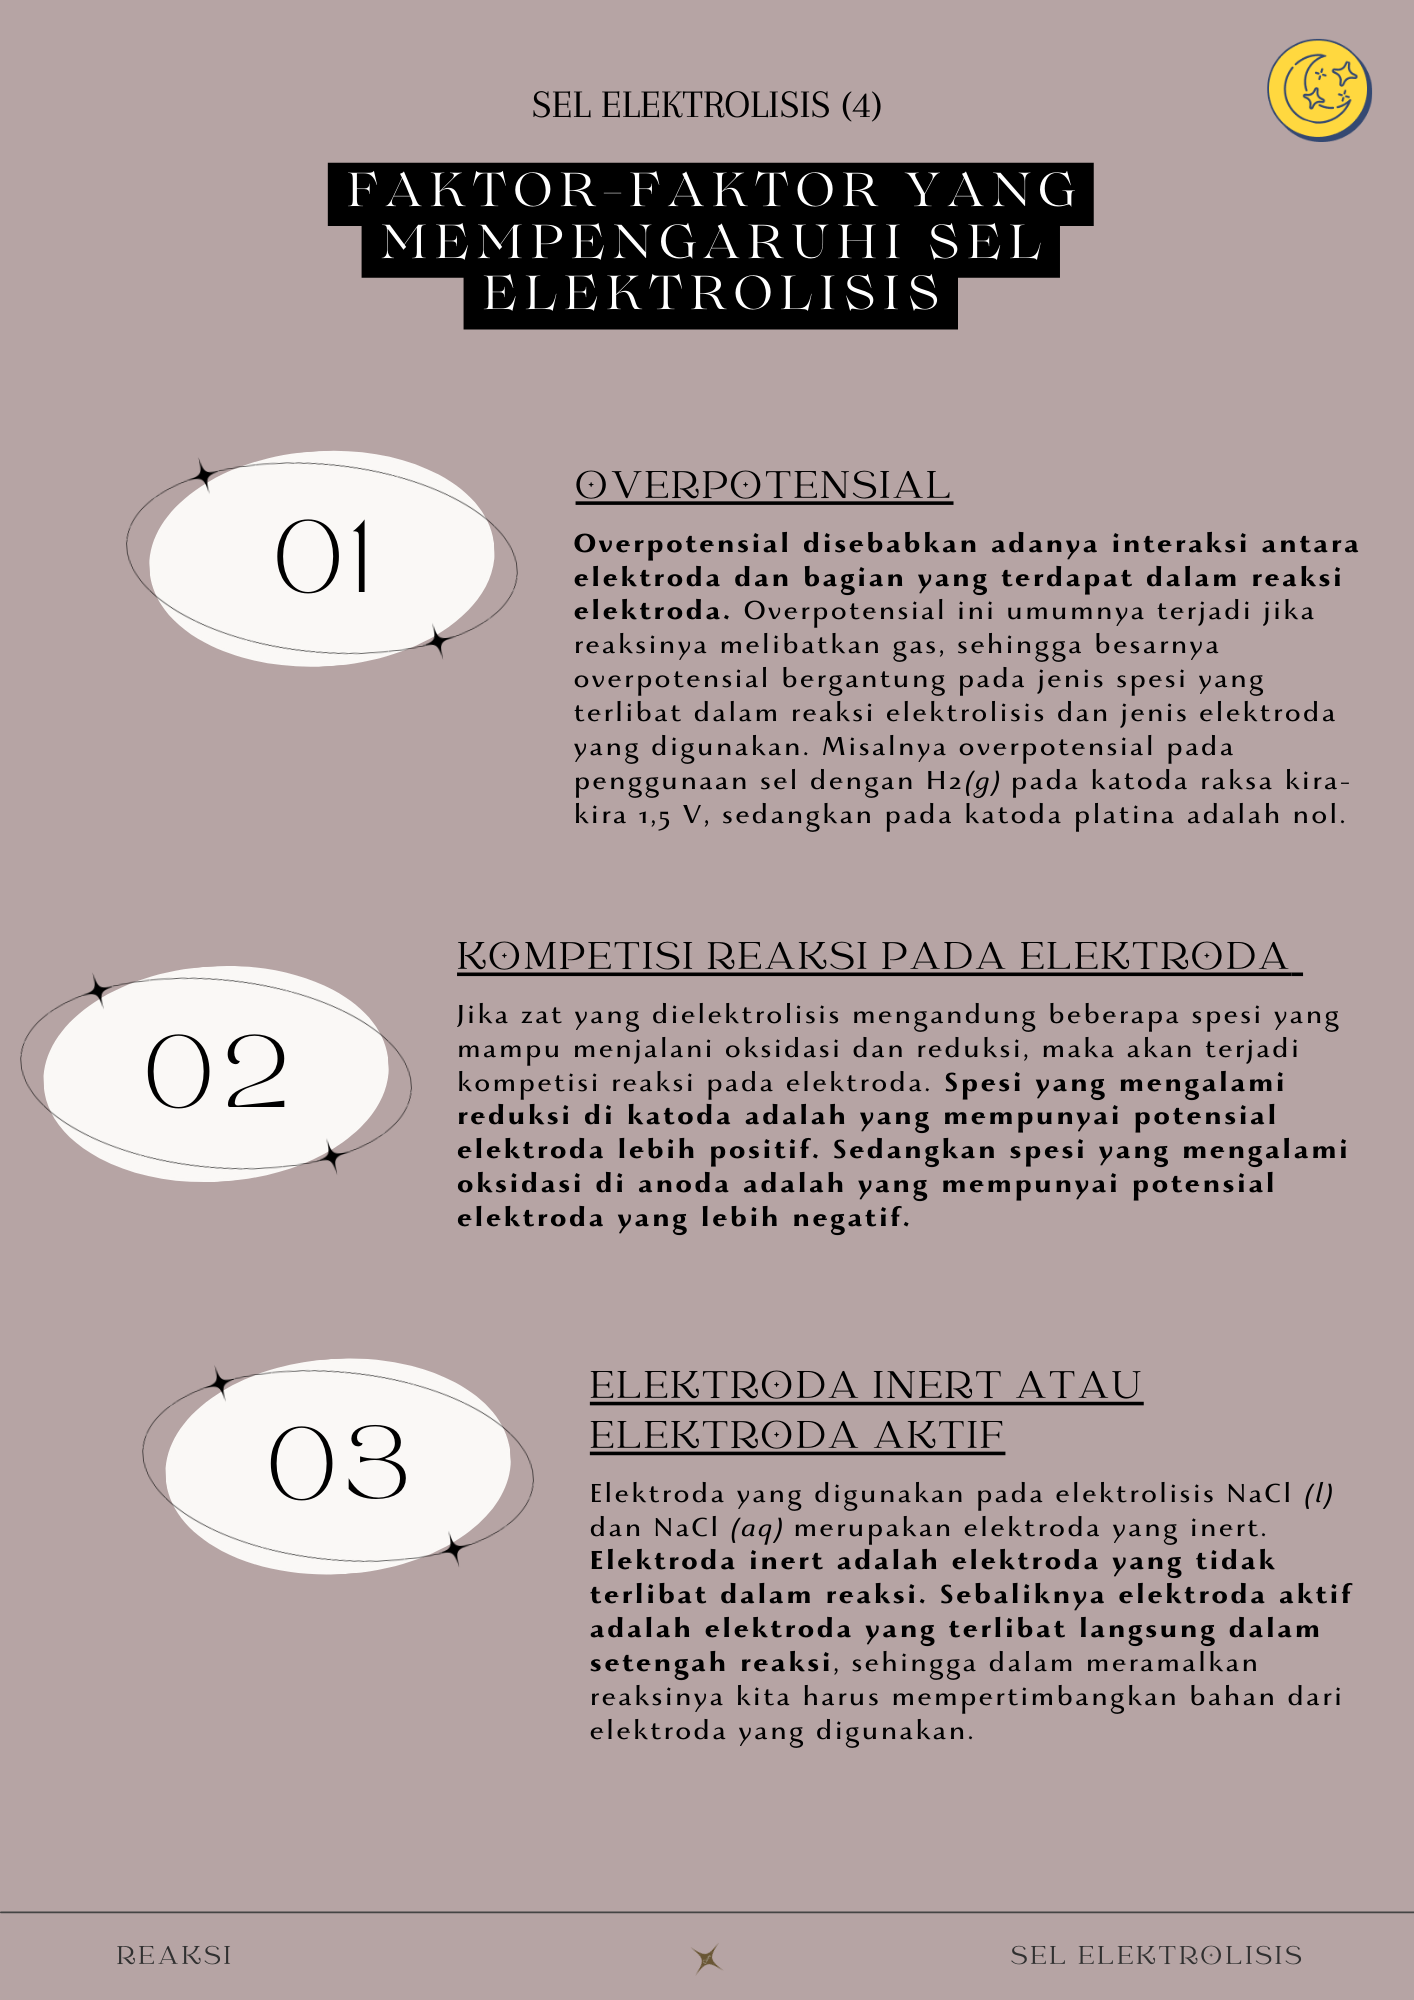 SEL ELEKTROLISIS (4)
FAKTOR-FAKTOR YANG
MEMPENGARUHI SEL
ELEKTROLISIS
01
OVERPOTENSIAL
Overpotensial disebabkan adanya interaksi antara
elektroda dan bagian yang terdapat dalam reaksi
elektroda. Overpotensial ini umumnya terjadi jika
reaksinya melibatkan gas, sehingga besarnya
overpotensial bergantung pada jenis spesi yang
terlibat dalam reaksi elektrolisis dan jenis elektroda
yang digunakan. Misalnya overpotensial pada
penggunaan sel dengan H2(g) pada katoda raksa kira-
kira 1,5 V, sedangkan pada katoda platina adalah nol.
02
KOMPETISI REAKSI PADA ELEKTRODA
Jika zat yang dielektrolisis mengandung beberapa spesi yang
mampu menjalani oksidasi dan reduksi, maka akan terjadi
kompetisi reaksi pada elektroda. Spesi yang mengalami
reduksi di katoda adalah yang mempunyai potensial
elektroda lebih positif. Sedangkan spesi yang mengalami
oksidasi di anoda adalah yang mempunyai potensial
elektroda yang lebih negatif.
03
ELEKTRODA INERT ATAU
ELEKTRODA AKTIF
Elektroda yang digunakan pada elektrolisis NaCl (l)
dan NaCl (aq) merupakan elektroda yang inert.
Elektroda inert adalah elektroda yang tidak
terlibat dalam reaksi. Sebaliknya elektroda aktif
adalah elektroda yang terlibat langsung dalam
setengah reaksi, sehingga dalam meramalkan
reaksinya kita harus mempertimbangkan bahan dari
elektroda yang digunakan.
REAKSI
SEL ELEKTROLISIS